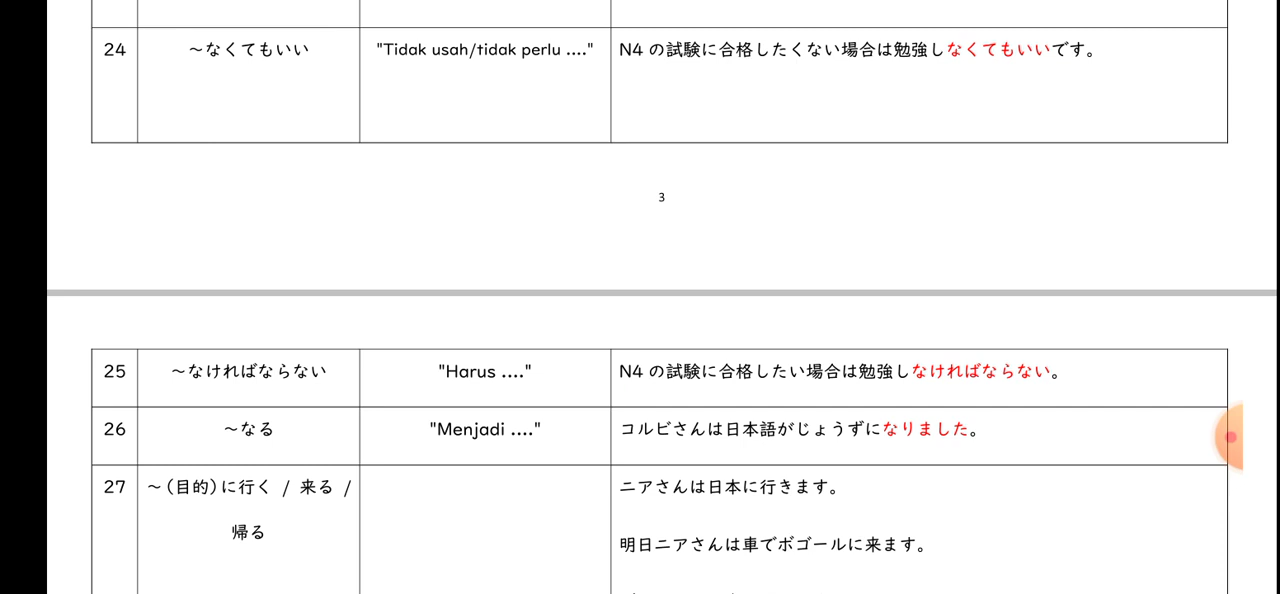 24 ～なくてもいい "Tidak usah/tidak perlu ...." N4 の試験に合格したくない場合は勉強しなくてもいいです。
3
25 ～なければならない "Harus ...." N4 の試験に合格したい場合は勉強しなければならない。
26 ～なる "Menjadi ...." コルビさんは日本語がじょうずになりました。
27 ～(目的)に行く / 来る / ニアさんは日本に行きます。
帰る
明日ニアさんは車でボゴールに来ます。